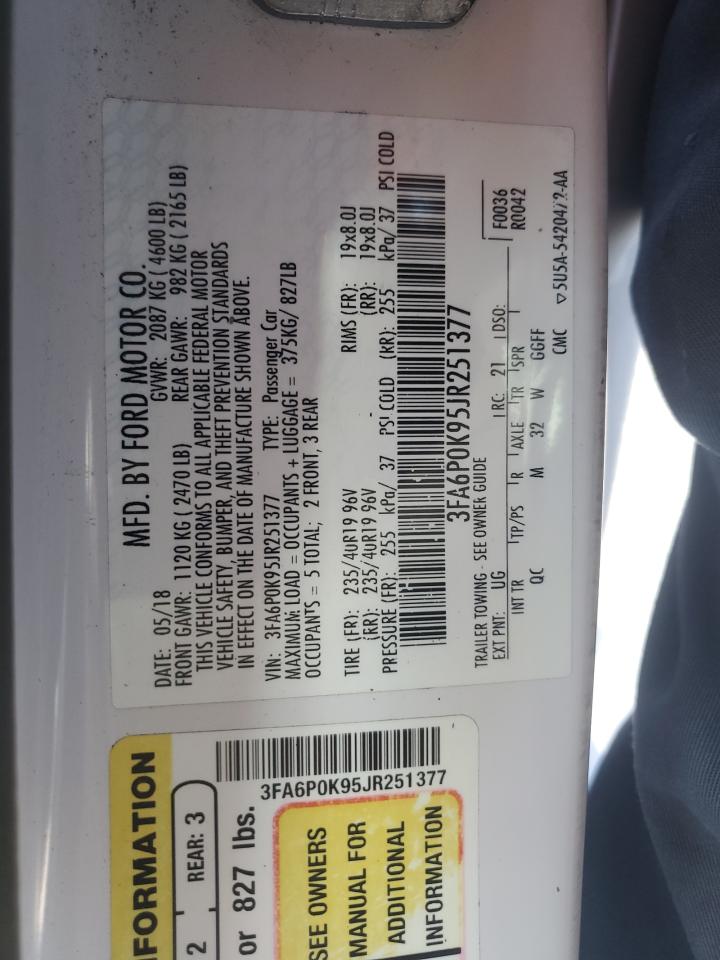 MFD. BY FORD MOTOR CO.
DATE: 05/18 GVWR: 2087 KG ( 4600 LB)
FRONT GAWR: 1120 KG ( 2470 LB) REAR GAWR: 982 KG ( 2165 LB)
THIS VEHICLE CONFORMS TO ALL APPLICABLE FEDERAL MOTOR
VEHICLE SAFETY, BUMPER, AND THEFT PREVENTION STANDARDS
IN EFFECT ON THE DATE OF MANUFACTURE SHOWN ABOVE.
VIN: 3FA6P0K95JR251377 TYPE: Passenger Car
MAXIMUM LOAD = OCCUPANTS + LUGGAGE = 375KG/ 827LB
OCCUPANTS = 5 TOTAL; 2 FRONT, 3 REAR
TIRE (FR): 235/40R19 96V RIMS (FR): 19x8.0J
(RR): 235/40R19 96V (RR): 19x8.0J
PRESSURE (FR): 255 kPa/ 37 PSI COLD (RR): 255 kPa/ 37 PSI COLD
3FA6P0K95JR251377
TRAILER TOWING - SEE OWNER GUIDE F0036
EXT PNT: UG RC: 21 DSO: R0042
INT TR TP/PS R AXLE TR SPR
QC M 32 W GGFF
CMC ▽5U5A-5420472-AA
FORMATION
2 REAR: 3
or 827 lbs.
3FA6P0K95JR251377
SEE OWNERS
MANUAL FOR
ADDITIONAL
INFORMATION